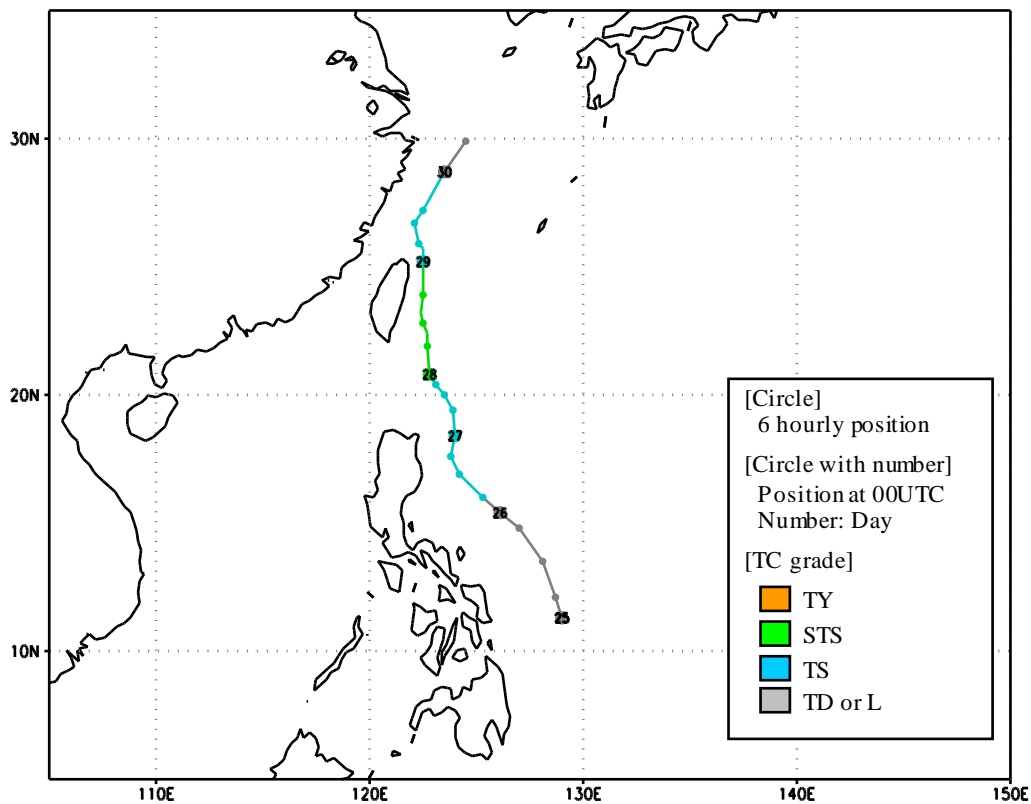 30N
30
29
28
20N
27
26
25
10N
[Circle]
6 hourly position
[Circle with number]
Position at 00UTC
Number: Day
[TC grade]
TY
STS
TS
TD or L
110E
120E
130E
140E
150E